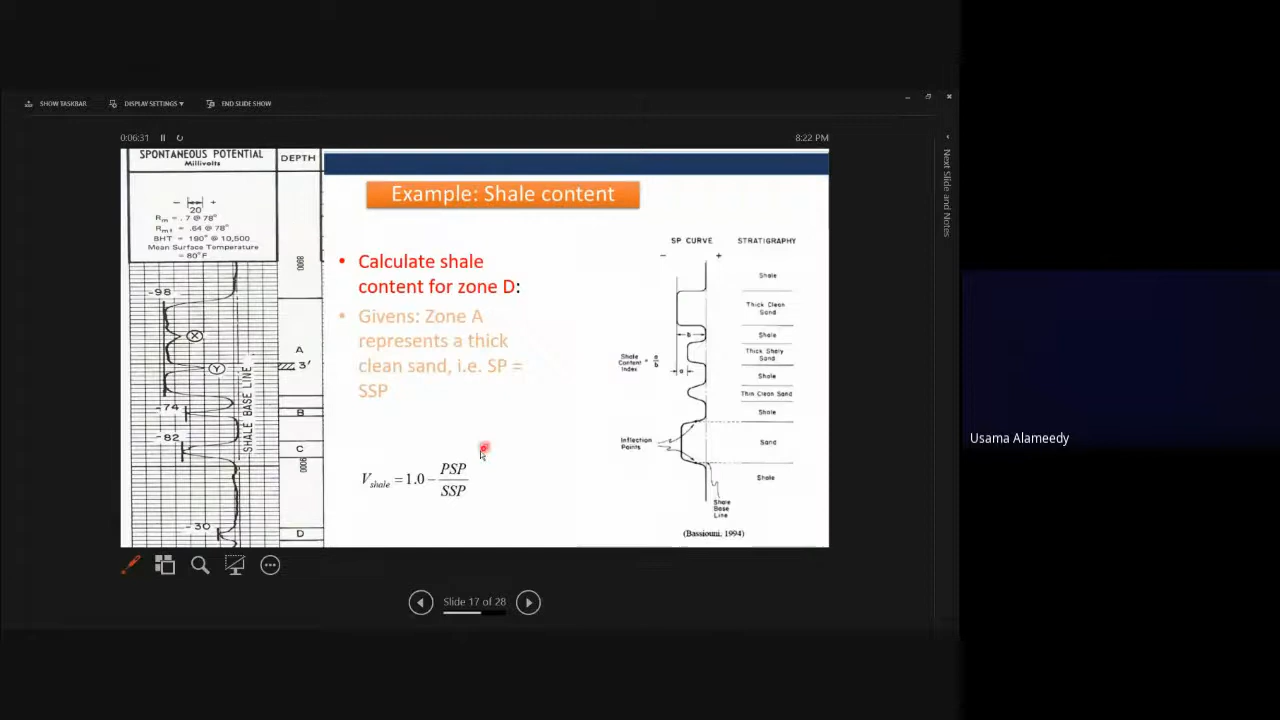 SHOW TASKBAR
DISPLAY SETTINGS ▾
END SLIDE SHOW
0:06:31
8:22 PM
Next Slide and Notes
SPONTANEOUS POTENTIAL
Millivolts
DEPTH
- +
20
Rm = .7 @ 78°
Rmf = .64 @ 78°
BHT = 190° @ 10,500
Mean Surface Temperature
= 80°F
8800
-98
X
A
3'
Y
SHALE BASE LINE
-74
B
-82
C
9000
-30
D
Example: Shale content
• Calculate shale
content for zone D:
• Givens: Zone A
represents a thick
clean sand, i.e. SP =
SSP
Vshale = 1.0 − PSP
SSP
SP CURVE
STRATIGRAPHY
- +
Shale
Thick Clean
Sand
b
Shale
Shale
Content = a
Index b
a
Thick Shaly
Sand
Shale
Thin Clean Sand
Shale
Inflection
Points
Sand
Shale
Shale
Base
Line
(Bassiouni, 1994)
Slide 17 of 28
Usama Alameedy